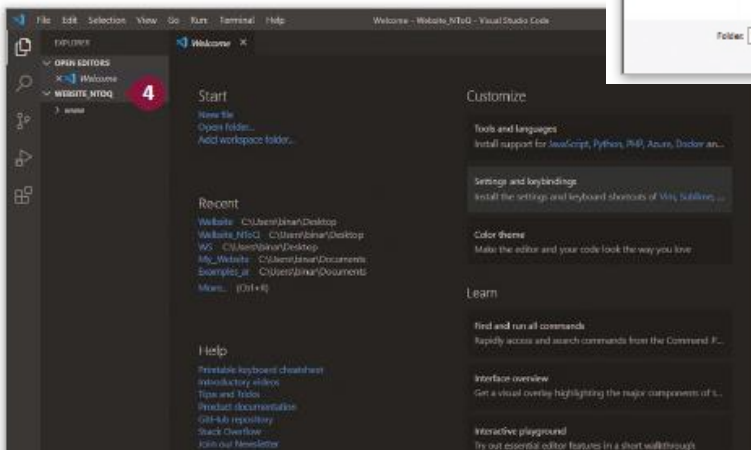 File Edit Selection View Go Run Terminal Help
Welcome - Website_NToQ - Visual Studio Code
Folder:
EXPLORER
Welcome
OPEN EDITORS
Welcome
WEBSITE_NTOQ
4
www
Start
New file
Open folder...
Add workspace folder...
Recent
Website C:\Users\binar\Desktop
Website_NToQ C:\Users\binar\Desktop
WS C:\Users\binar\Desktop
My_Website C:\Users\binar\Documents
Examples_ar C:\Users\binar\Documents
More... (Ctrl+R)
Help
Printable keyboard cheatsheet
Introductory videos
Tips and Tricks
Product documentation
GitHub repository
Stack Overflow
Join our Newsletter
Customize
Tools and languages
Install support for JavaScript, Python, PHP, Azure, Docker an...
Settings and keybindings
Install the settings and keyboard shortcuts of Vim, Sublime, ...
Color theme
Make the editor and your code look the way you love
Learn
Find and run all commands
Rapidly access and search commands from the Command P...
Interface overview
Get a visual overlay highlighting the major components of t...
Interactive playground
Try out essential editor features in a short walkthrough